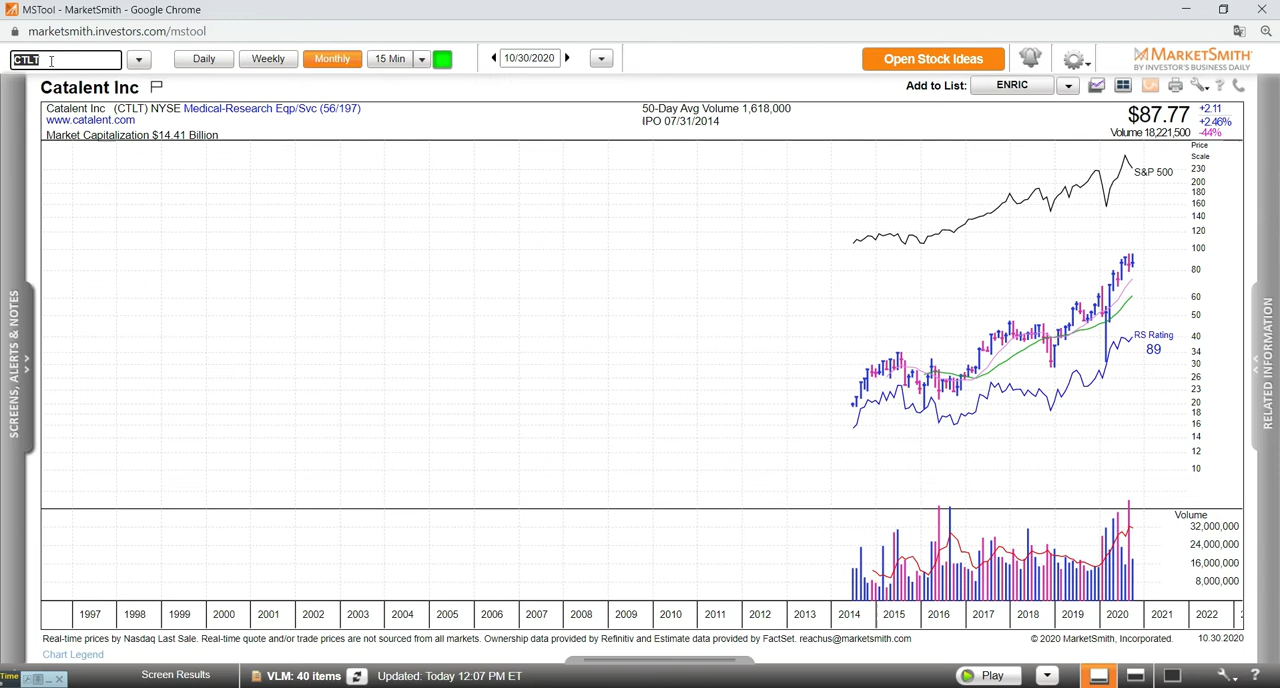 MSTool - MarketSmith - Google Chrome
marketsmith.investors.com/mstool
CTLT
Daily
Weekly
Monthly
15 Min
10/30/2020
Open Stock Ideas
MARKETSMITH
BY INVESTOR'S BUSINESS DAILY
Catalent Inc
Add to List:
ENRIC
Catalent Inc (CTLT) NYSE Medical-Research Eqp/Svc (56/197)
www.catalent.com
Market Capitalization $14.41 Billion
50-Day Avg Volume 1,618,000
IPO 07/31/2014
$87.77
+2.11
+2.46%
Volume 18,221,500 -44%
Price
Scale
S&P 500
230
200
180
160
140
120
100
80
60
50
40
34
30
26
23
20
18
16
14
12
10
RS Rating
89
Volume
32,000,000
24,000,000
16,000,000
8,000,000
1997 1998 1999 2000 2001 2002 2003 2004 2005 2006 2007 2008 2009 2010 2011 2012 2013 2014 2015 2016 2017 2018 2019 2020 2021 2022
Real-time prices by Nasdaq Last Sale. Real-time quote and/or trade prices are not sourced from all markets. Ownership data provided by Refinitiv and Estimate data provided by FactSet. reachus@marketsmith.com
© 2020 MarketSmith, Incorporated.
10.30.2020
Chart Legend
SCREENS, ALERTS & NOTES
RELATED INFORMATION
Time
Screen Results
VLM: 40 items
Updated: Today 12:07 PM ET
Play